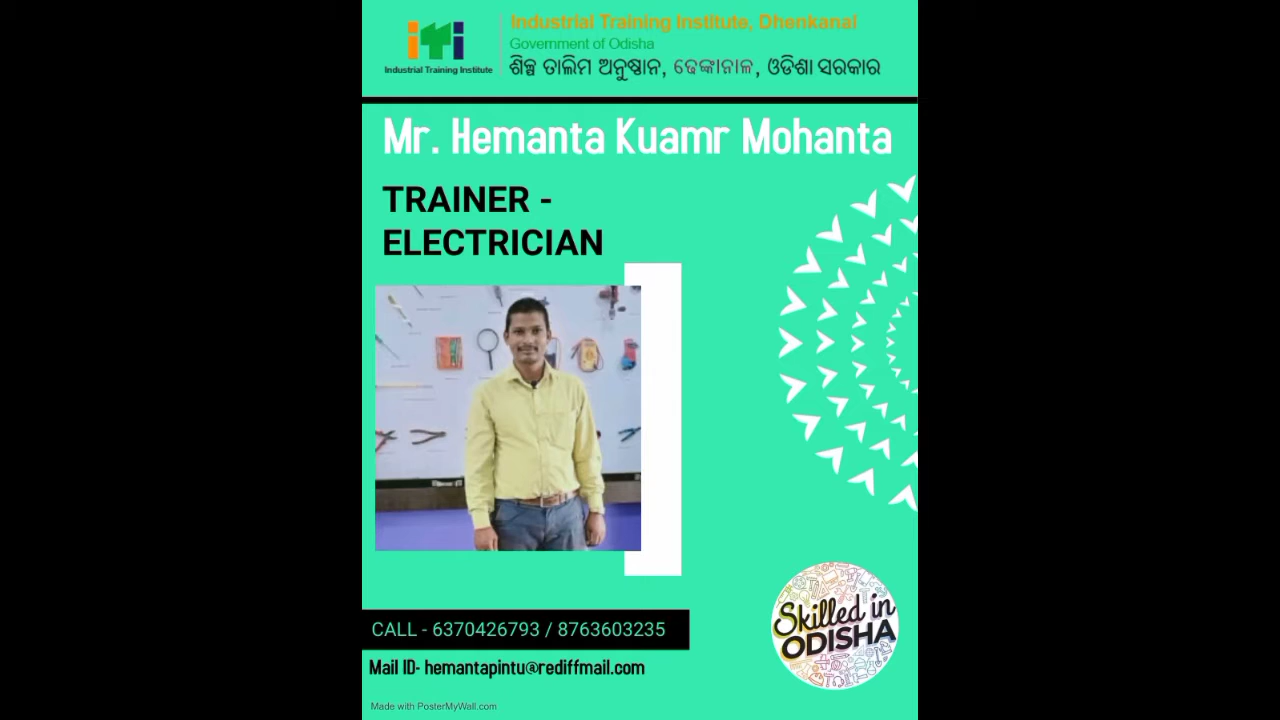 iTi
Industrial Training Institute
Industrial Training Institute, Dhenkanal
Government of Odisha
ଶିଳ୍ପ ତାଲିମ ଅନୁଷ୍ଠାନ, ଢେଙ୍କାନାଳ, ଓଡିଶା ସରକାର
Mr. Hemanta Kuamr Mohanta
TRAINER -
ELECTRICIAN
Skilled in
ODISHA
CALL - 6370426793 / 8763603235
Mail ID- hemantapintu@rediffmail.com
Made with PosterMyWall.com